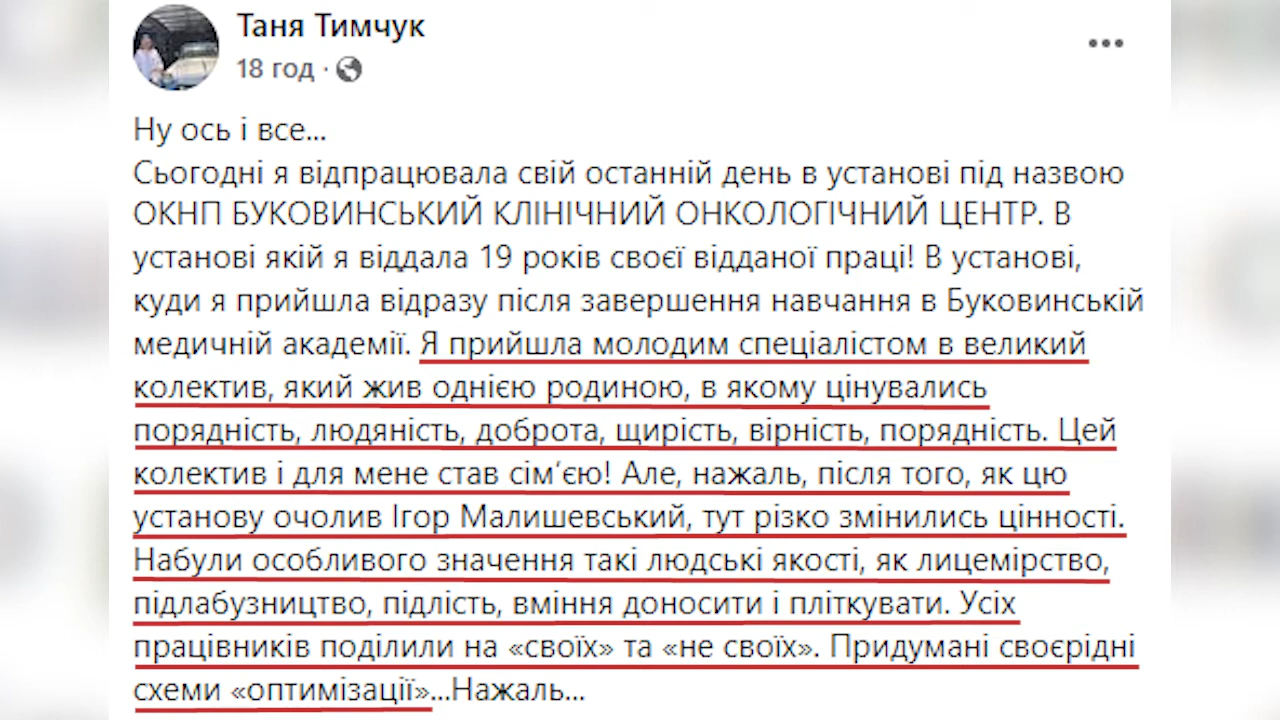 Таня Тимчук
18 год ·
Ну ось і все...
Сьогодні я відпрацювала свій останній день в установі під назвою
ОКНП БУКОВИНСЬКИЙ КЛІНІЧНИЙ ОНКОЛОГІЧНИЙ ЦЕНТР. В
установі якій я віддала 19 років своєї відданої праці! В установі,
куди я прийшла відразу після завершення навчання в Буковинській
медичній академії. Я прийшла молодим спеціалістом в великий
колектив, який жив однією родиною, в якому цінувались
порядність, людяність, доброта, щирість, вірність, порядність. Цей
колектив і для мене став сім’єю! Але, нажаль, після того, як цю
установу очолив Ігор Малишевський, тут різко змінились цінності.
Набули особливого значення такі людські якості, як лицемірство,
підлабузництво, підлість, вміння доносити і пліткувати. Усіх
працівників поділили на «своїх» та «не своїх». Придумані своєрідні
схеми «оптимізації»...Нажаль...